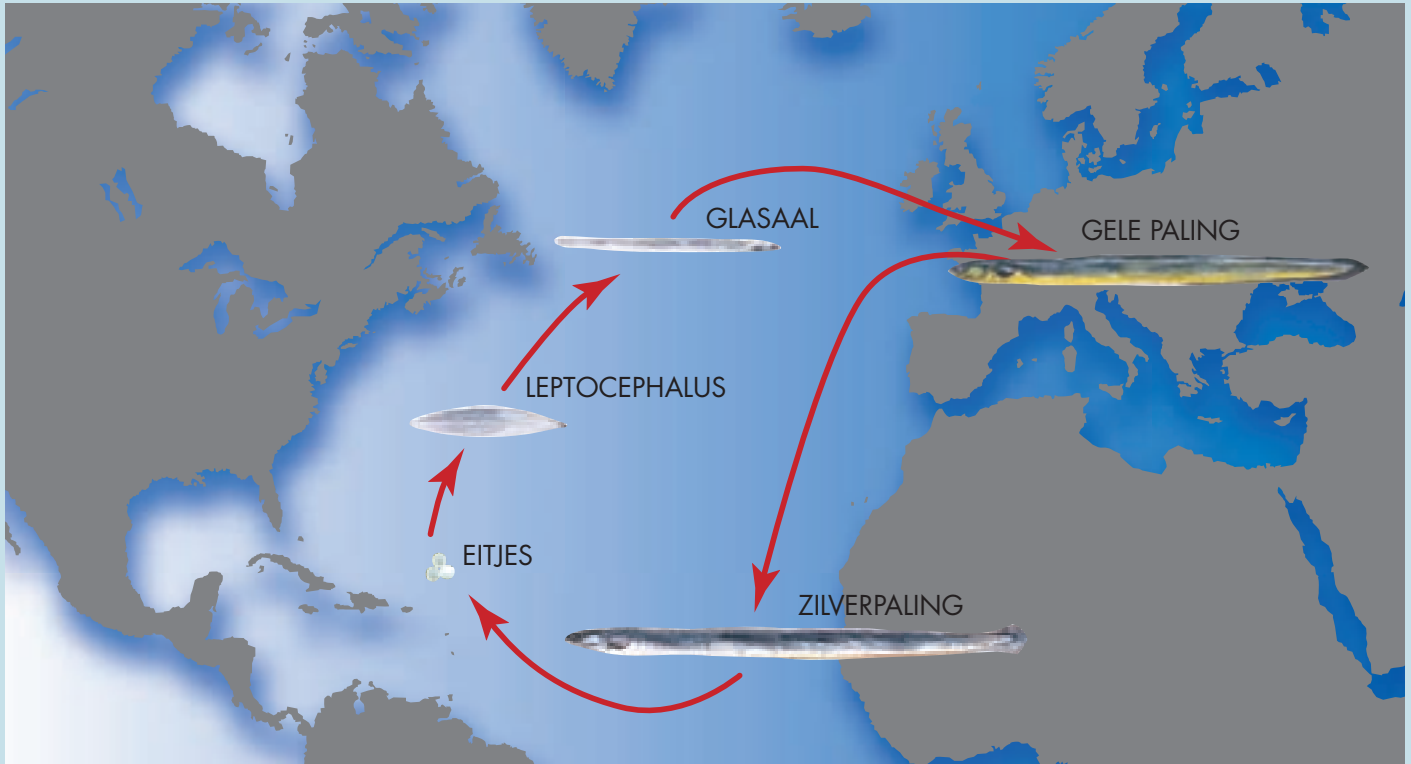 GLASAAL
GELE PALING
LEPTOCEPHALUS
EITJES
ZILVERPALING